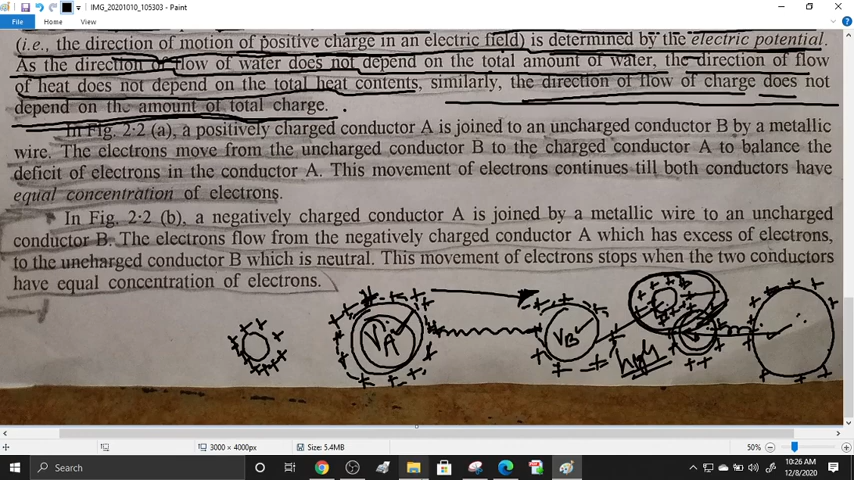 IMG_20201010_105303 - Paint
File Home View
(i.e., the direction of motion of positive charge in an electric field) is determined by the electric potential.
As the direction of flow of water does not depend on the total amount of water, the direction of flow
of heat does not depend on the total heat contents, similarly, the direction of flow of charge does not
depend on the amount of total charge.
In Fig. 2·2 (a), a positively charged conductor A is joined to an uncharged conductor B by a metallic
wire. The electrons move from the uncharged conductor B to the charged conductor A to balance the
deficit of electrons in the conductor A. This movement of electrons continues till both conductors have
equal concentration of electrons.
In Fig. 2·2 (b), a negatively charged conductor A is joined by a metallic wire to an uncharged
conductor B. The electrons flow from the negatively charged conductor A which has excess of electrons,
to the uncharged conductor B which is neutral. This movement of electrons stops when the two conductors
have equal concentration of electrons.
VA VB
high
3000 × 4000px Size: 5.4MB 50%
Search
10:26 AM
12/8/2020